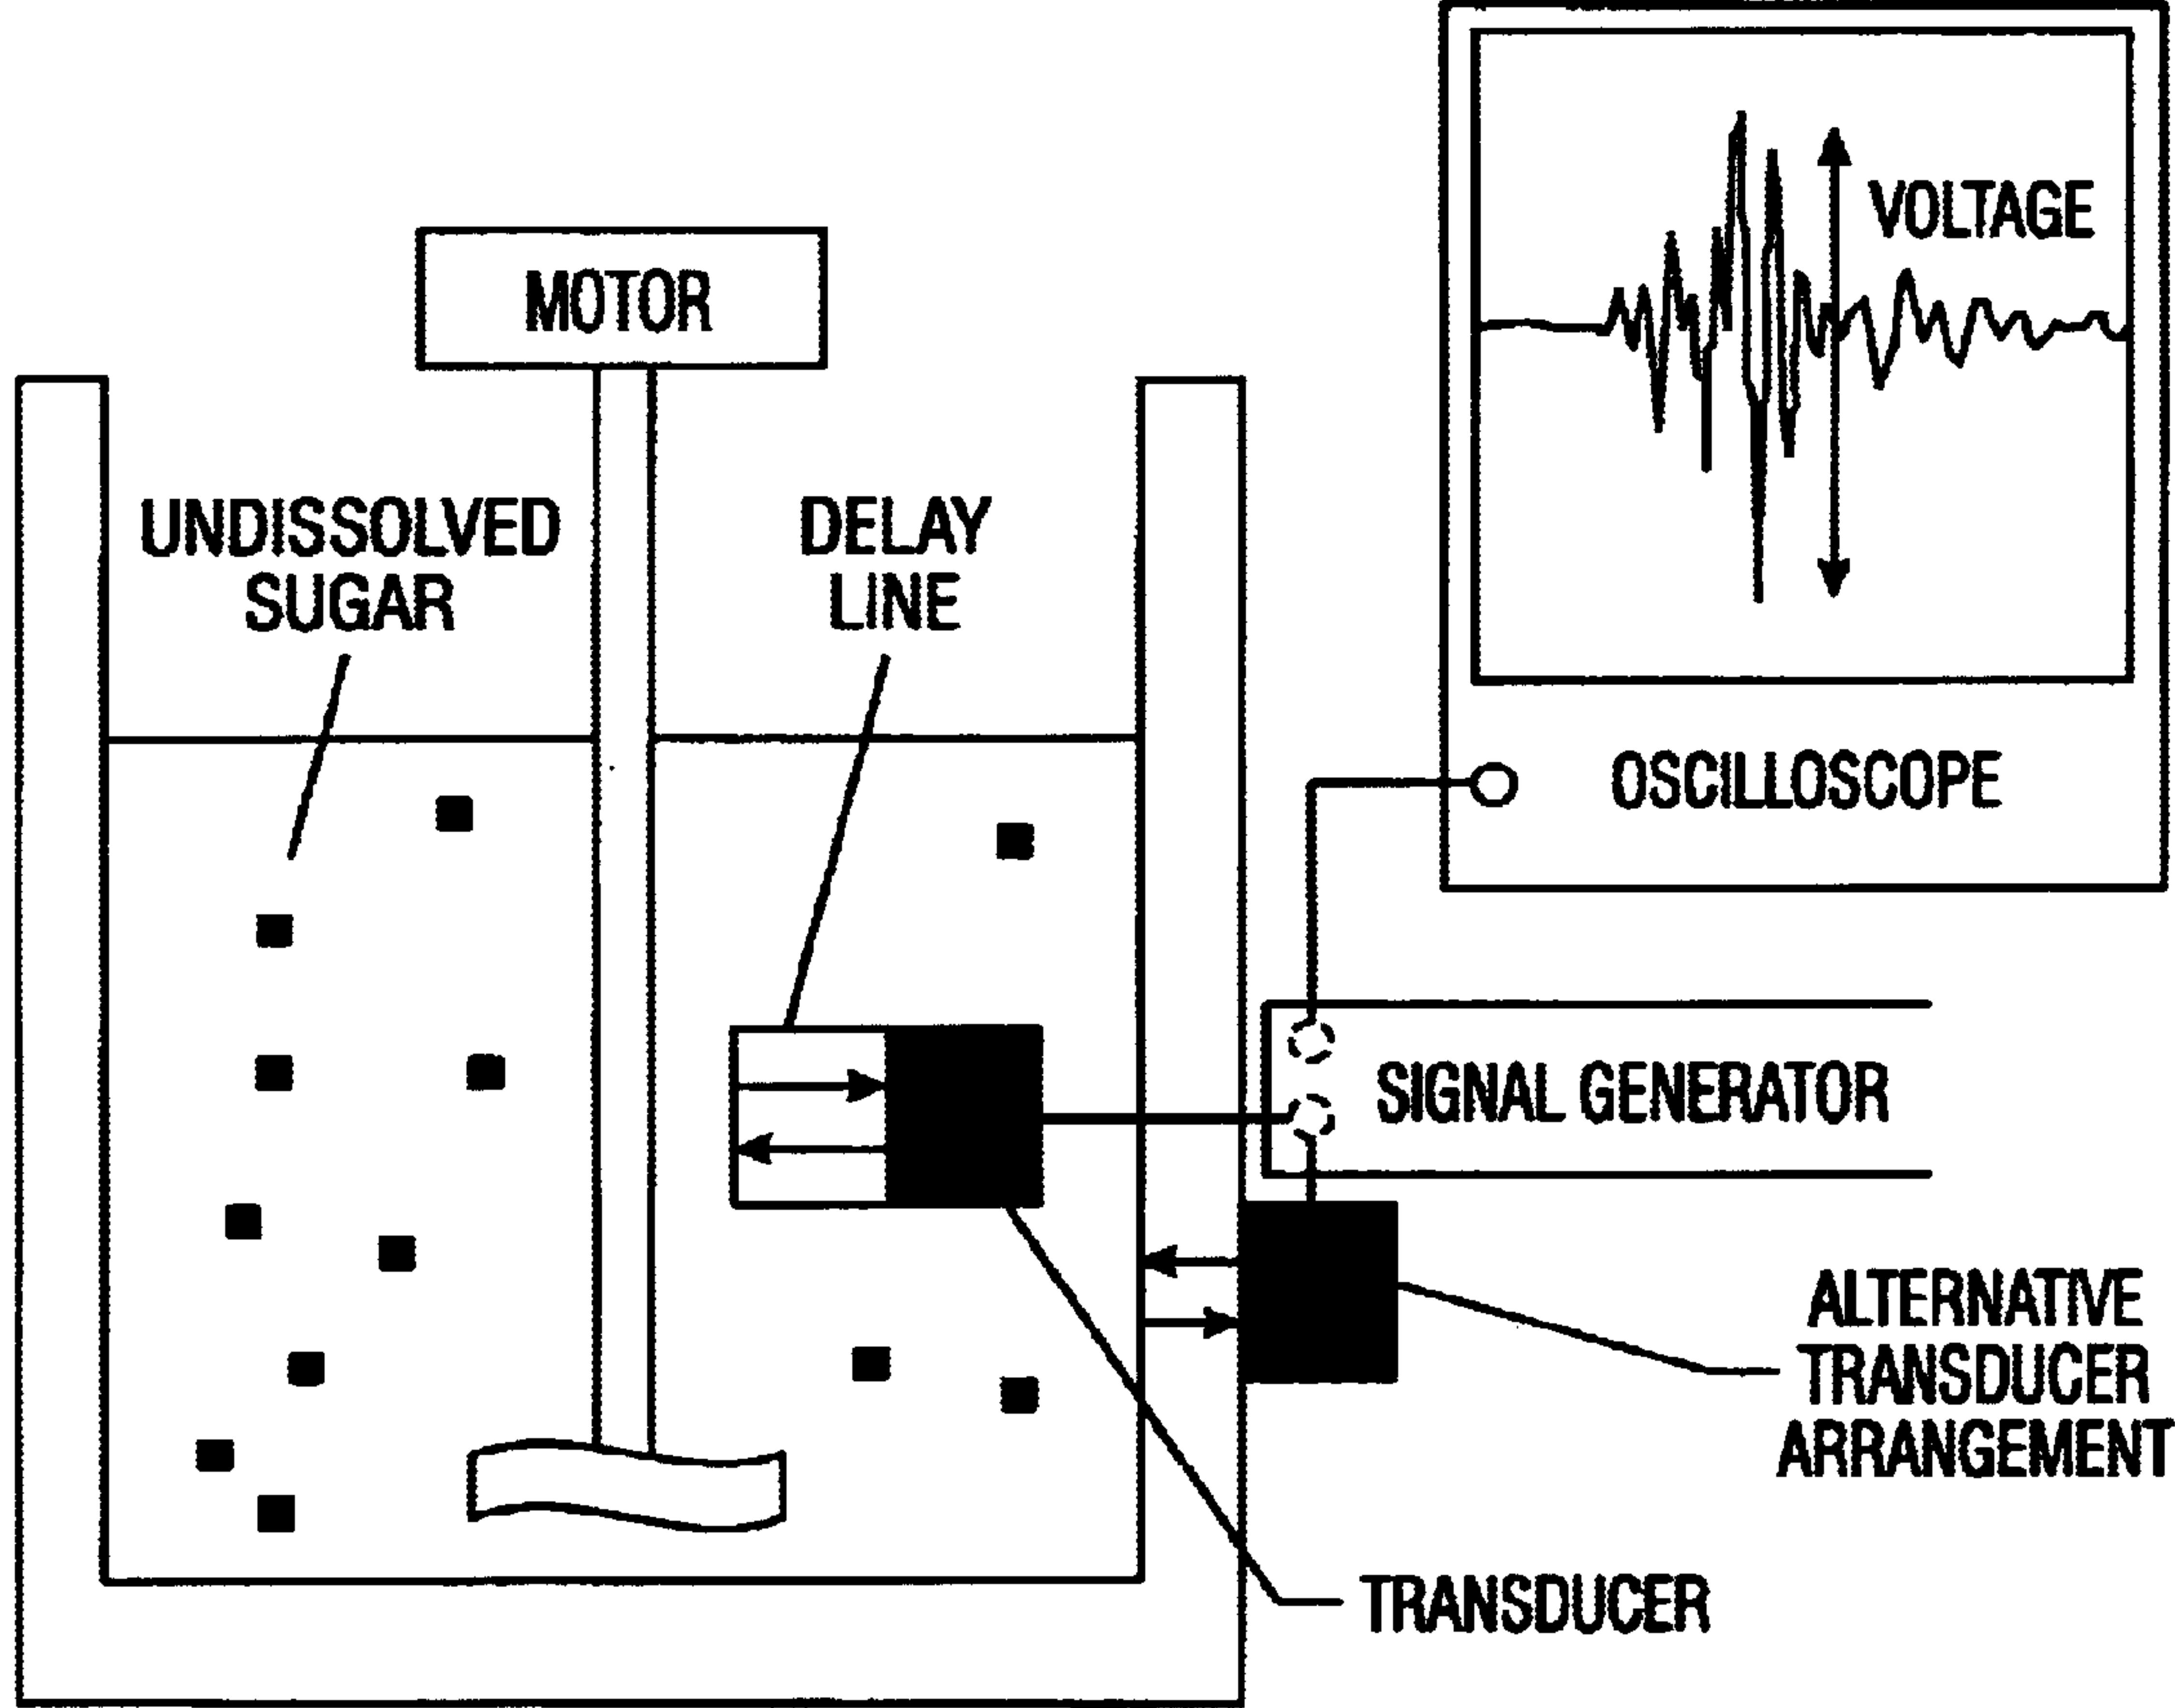 VOLTAGE
MOTOR
UNDISSOLVED
SUGAR
DELAY
LINE
OSCILLOSCOPE
SIGNAL GENERATOR
ALTERNATIVE
TRANSDUCER
ARRANGEMENT
TRANSDUCER